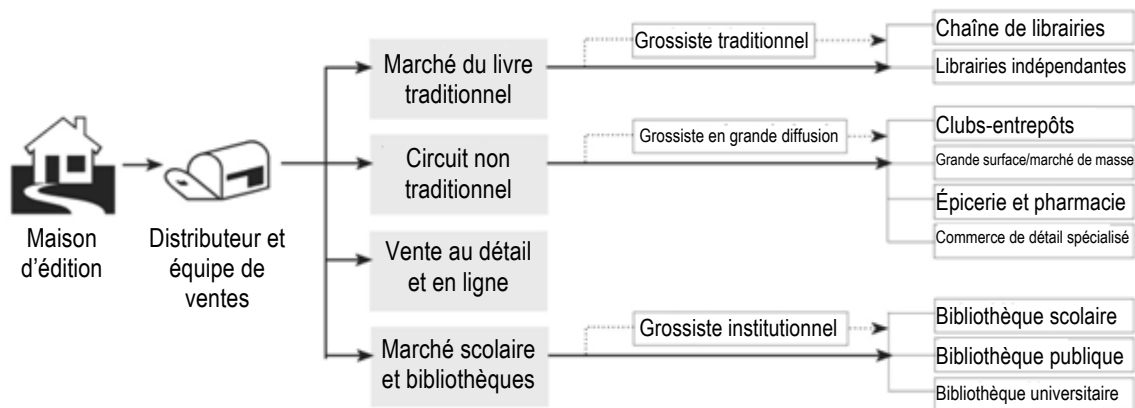 Maison
d'édition
Distributeur et
équipe de
ventes
Marché du livre
traditionnel
Grossiste traditionnel
Chaîne de librairies
Librairies indépendantes
Circuit non
traditionnel
Grossiste en grande diffusion
Clubs-entrepôts
Grande surface/marché de masse
Épicerie et pharmacie
Commerce de détail spécialisé
Vente au détail
et en ligne
Marché scolaire
et bibliothèques
Grossiste institutionnel
Bibliothèque scolaire
Bibliothèque publique
Bibliothèque universitaire